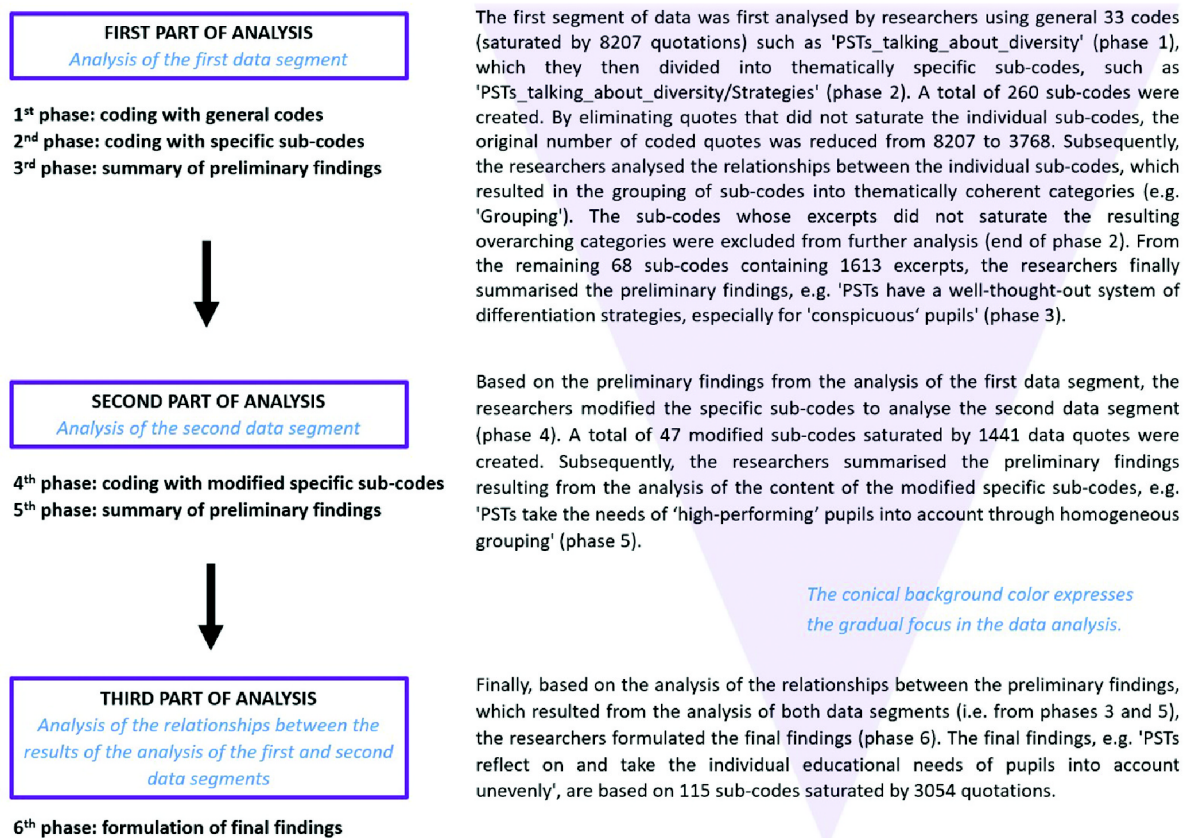 FIRST PART OF ANALYSIS
Analysis of the first data segment
1st phase: coding with general codes
2nd phase: coding with specific sub-codes
3rd phase: summary of preliminary findings
The first segment of data was first analysed by researchers using general 33 codes
(saturated by 8207 quotations) such as 'PSTs_talking_about_diversity' (phase 1),
which they then divided into thematically specific sub-codes, such as
'PSTs_talking_about_diversity/Strategies' (phase 2). A total of 260 sub-codes were
created. By eliminating quotes that did not saturate the individual sub-codes, the
original number of coded quotes was reduced from 8207 to 3768. Subsequently,
the researchers analysed the relationships between the individual sub-codes, which
resulted in the grouping of sub-codes into thematically coherent categories (e.g.
'Grouping'). The sub-codes whose excerpts did not saturate the resulting
overarching categories were excluded from further analysis (end of phase 2). From
the remaining 68 sub-codes containing 1613 excerpts, the researchers finally
summarised the preliminary findings, e.g. 'PSTs have a well-thought-out system of
differentiation strategies, especially for 'conspicuous‘ pupils' (phase 3).
SECOND PART OF ANALYSIS
Analysis of the second data segment
4th phase: coding with modified specific sub-codes
5th phase: summary of preliminary findings
Based on the preliminary findings from the analysis of the first data segment, the
researchers modified the specific sub-codes to analyse the second data segment
(phase 4). A total of 47 modified sub-codes saturated by 1441 data quotes were
created. Subsequently, the researchers summarised the preliminary findings
resulting from the analysis of the content of the modified specific sub-codes, e.g.
'PSTs take the needs of ‘high-performing’ pupils into account through homogeneous
grouping' (phase 5).
The conical background color expresses
the gradual focus in the data analysis.
THIRD PART OF ANALYSIS
Analysis of the relationships between the
results of the analysis of the first and second
data segments
6th phase: formulation of final findings
Finally, based on the analysis of the relationships between the preliminary findings,
which resulted from the analysis of both data segments (i.e. from phases 3 and 5),
the researchers formulated the final findings (phase 6). The final findings, e.g. 'PSTs
reflect on and take the individual educational needs of pupils into account
unevenly', are based on 115 sub-codes saturated by 3054 quotations.